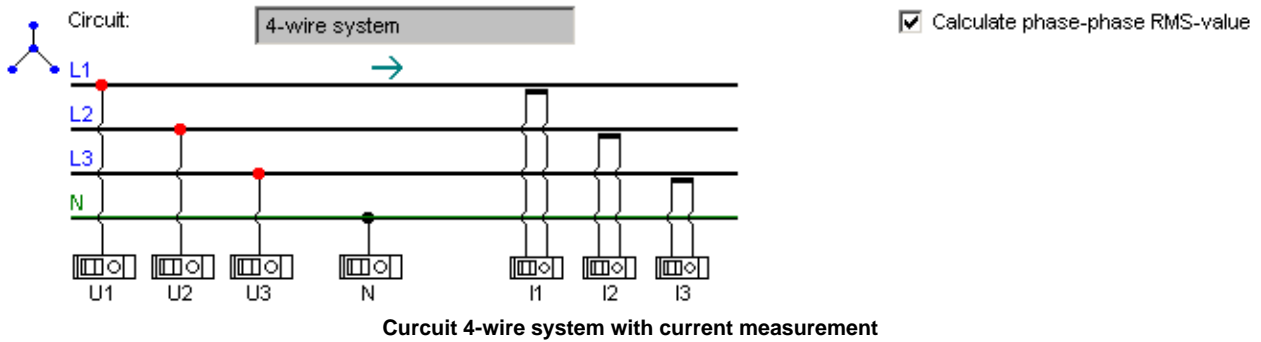 Circuit:
4-wire system
Calculate phase-phase RMS-value
L1
L2
L3
N
U1 U2 U3 N I1 I2 I3
Curcuit 4-wire system with current measurement